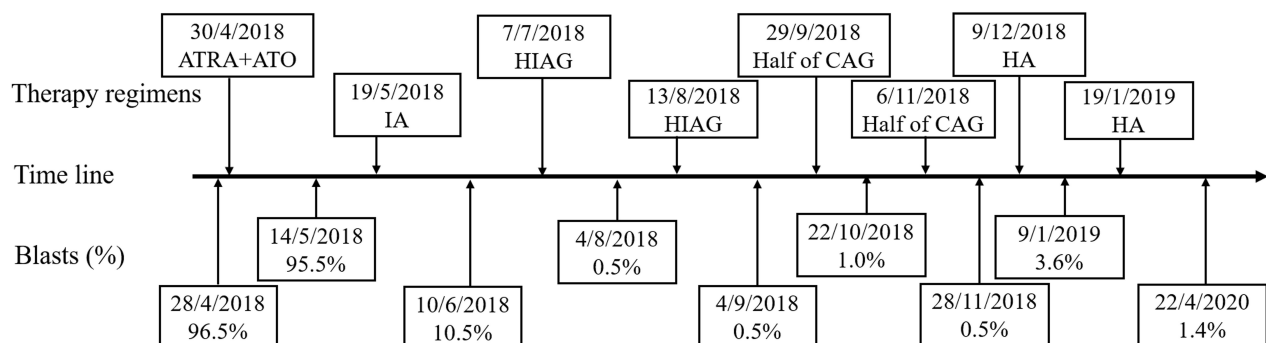 30/4/2018
ATRA+ATO
7/7/2018
HIAG
29/9/2018
Half of CAG
9/12/2018
HA
Therapy regimens
19/5/2018
IA
13/8/2018
HIAG
6/11/2018
Half of CAG
19/1/2019
HA
Time line
Blasts (%)
14/5/2018
95.5%
4/8/2018
0.5%
22/10/2018
1.0%
9/1/2019
3.6%
28/4/2018
96.5%
10/6/2018
10.5%
4/9/2018
0.5%
28/11/2018
0.5%
22/4/2020
1.4%